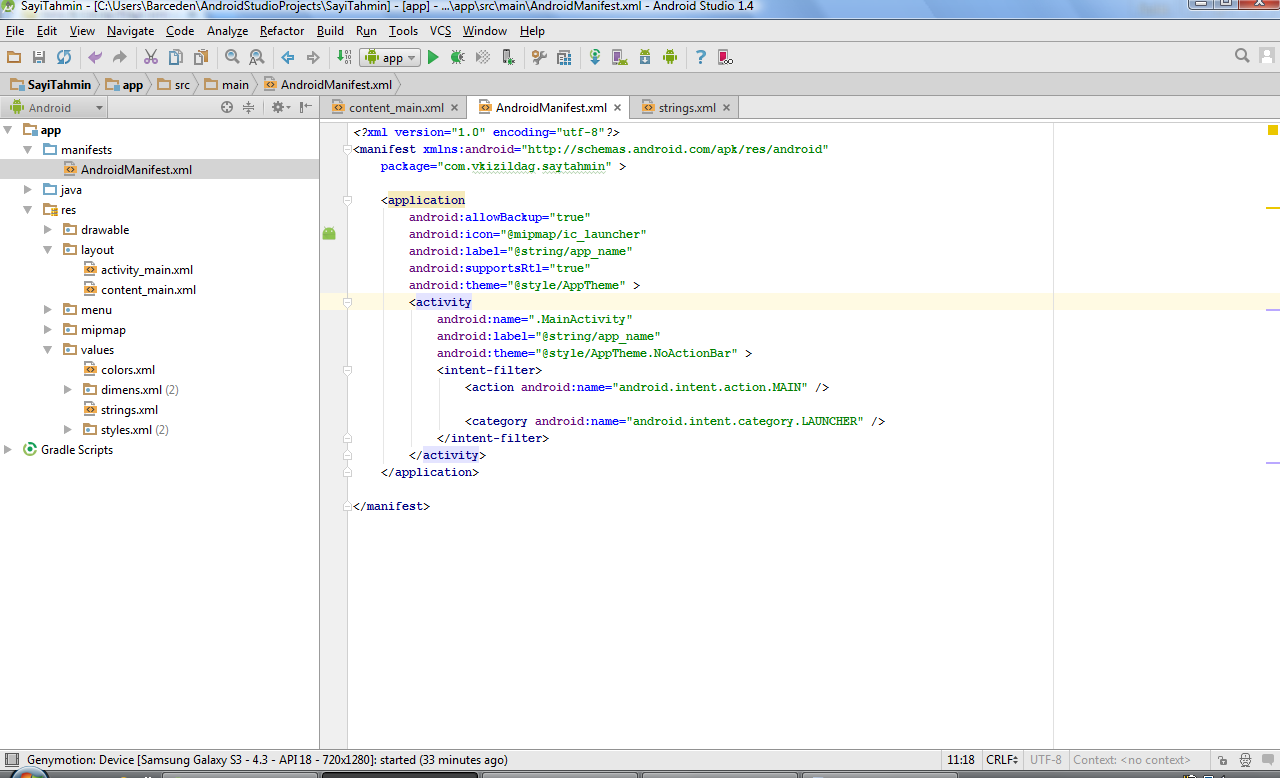 SayiTahmin - [C:\Users\Barceden\AndroidStudioProjects\SayiTahmin] - [app] - ...\app\src\main\AndroidManifest.xml - Android Studio 1.4
File Edit View Navigate Code Analyze Refactor Build Run Tools VCS Window Help
app
SayiTahmin app src main AndroidManifest.xml
Android
content_main.xml AndroidManifest.xml strings.xml
app
manifests
AndroidManifest.xml
java
res
drawable
layout
activity_main.xml
content_main.xml
menu
mipmap
values
colors.xml
dimens.xml (2)
strings.xml
styles.xml (2)
Gradle Scripts
<?xml version="1.0" encoding="utf-8"?>
<manifest xmlns:android="http://schemas.android.com/apk/res/android"
package="com.vkizildag.saytahmin" >
<application
android:allowBackup="true"
android:icon="@mipmap/ic_launcher"
android:label="@string/app_name"
android:supportsRtl="true"
android:theme="@style/AppTheme" >
<activity
android:name=".MainActivity"
android:label="@string/app_name"
android:theme="@style/AppTheme.NoActionBar" >
<intent-filter>
<action android:name="android.intent.action.MAIN" />
<category android:name="android.intent.category.LAUNCHER" />
</intent-filter>
</activity>
</application>
</manifest>
Genymotion: Device [Samsung Galaxy S3 - 4.3 - API 18 - 720x1280]: started (33 minutes ago) 11:18 CRLF UTF-8 Context: <no context>